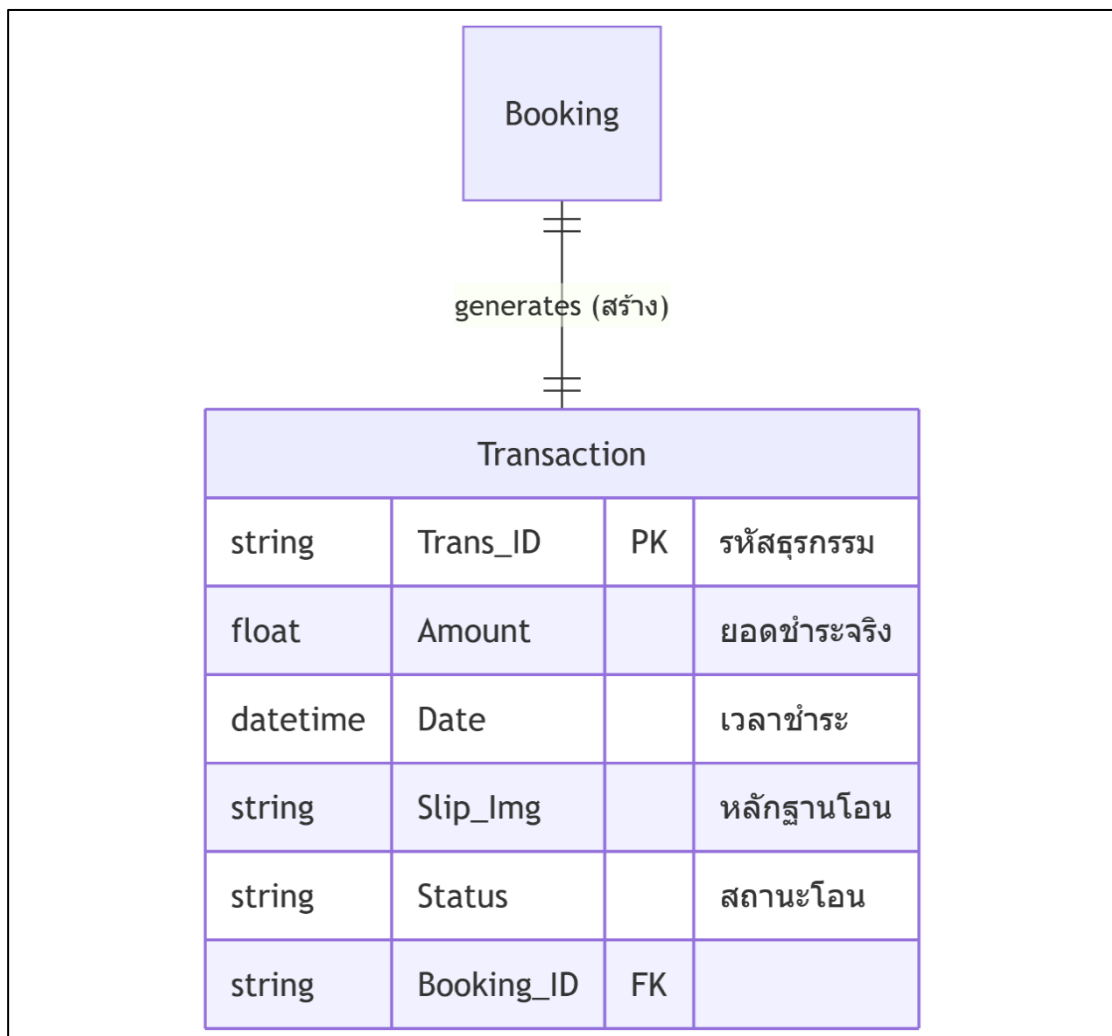 Booking
generates (สร้าง)
Transaction
string Trans_ID PK รหัสธุรกรรม
float Amount ยอดชำระจริง
datetime Date เวลาชำระ
string Slip_Img หลักฐานโอน
string Status สถานะโอน
string Booking_ID FK